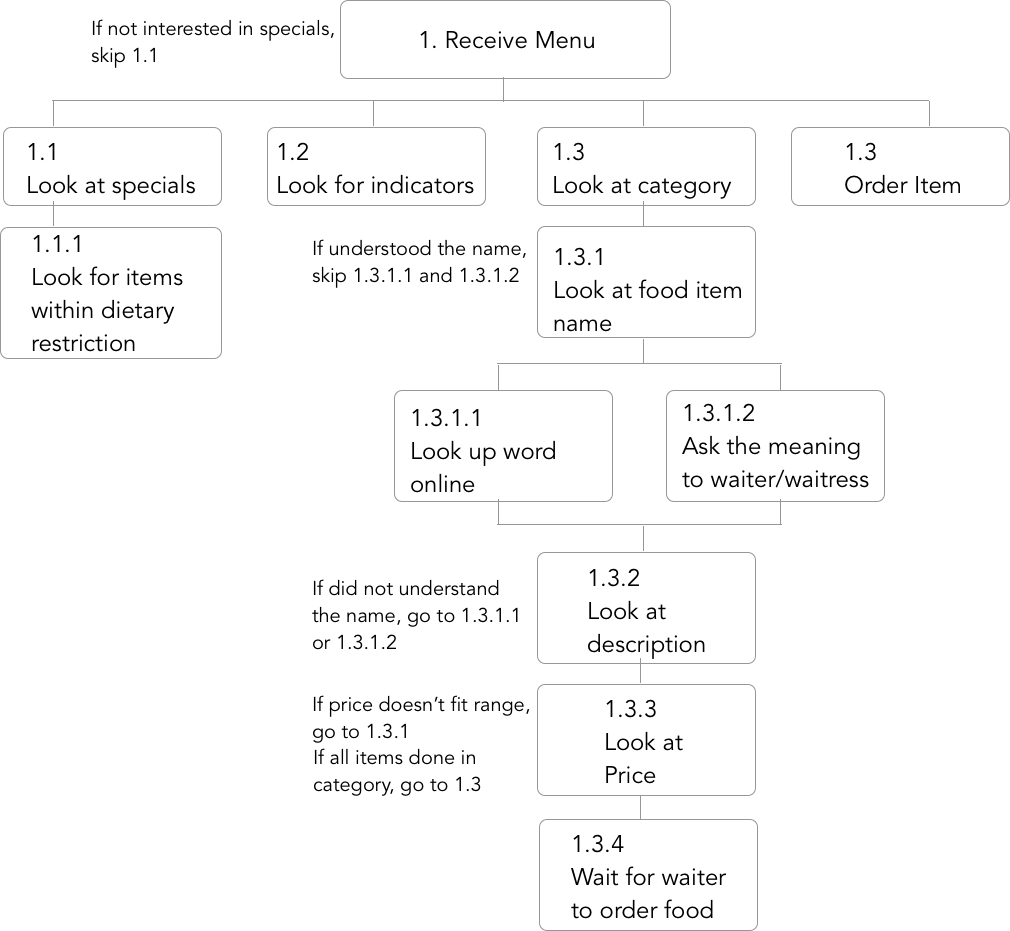 If not interested in specials,
skip 1.1
1. Receive Menu
1.1
Look at specials
1.2
Look for indicators
1.3
Look at category
1.3
Order Item
1.1.1
Look for items
within dietary
restriction
If understood the name,
skip 1.3.1.1 and 1.3.1.2
1.3.1
Look at food item
name
1.3.1.1
Look up word
online
1.3.1.2
Ask the meaning
to waiter/waitress
If did not understand
the name, go to 1.3.1.1
or 1.3.1.2
1.3.2
Look at
description
If price doesn’t fit range,
go to 1.3.1
If all items done in
category, go to 1.3
1.3.3
Look at
Price
1.3.4
Wait for waiter
to order food